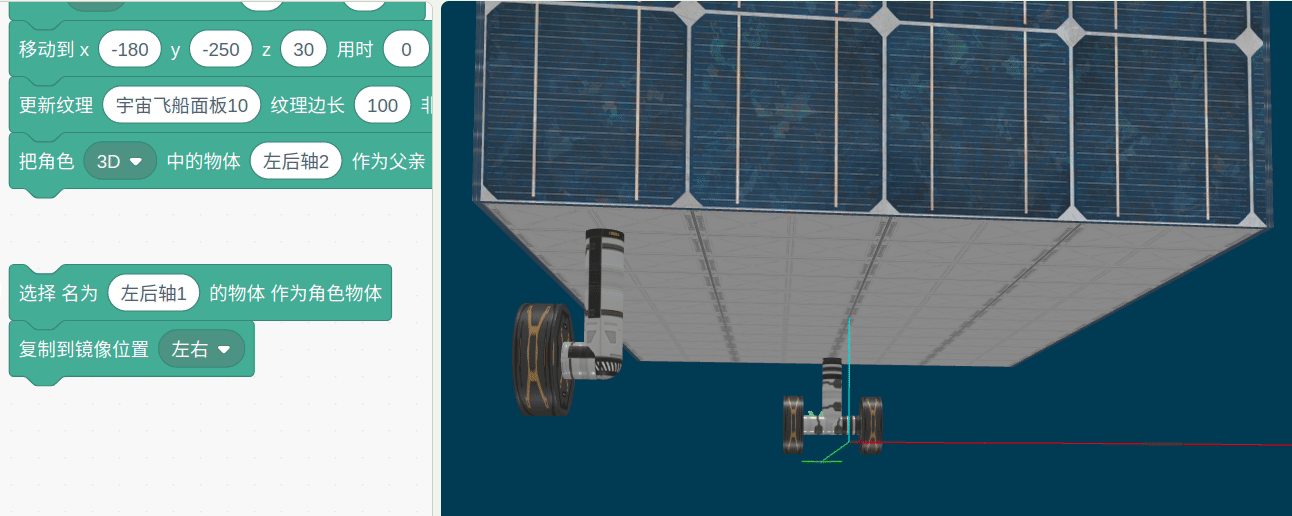 移动到 x -180 y -250 z 30 用时 0
更新纹理 宇宙飞船面板10 纹理边长 100
把角色 3D 中的物体 左后轴2 作为父亲
选择 名为 左后轴1 的物体 作为角色物体
复制到镜像位置 左右